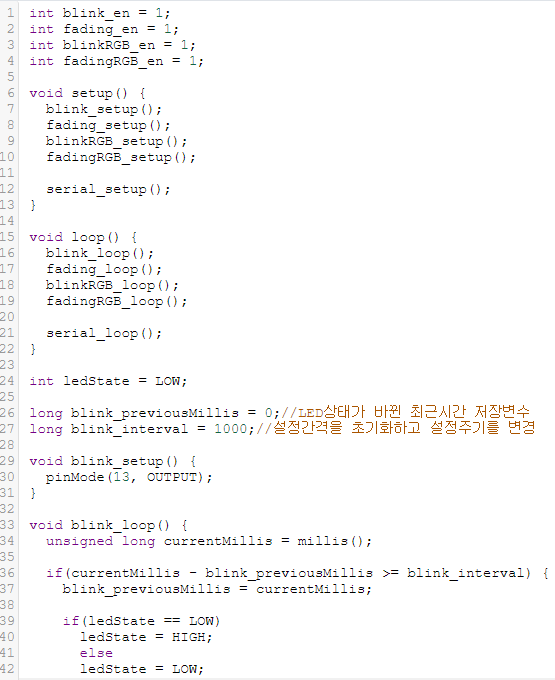 1 int blink_en = 1;
2 int fading_en = 1;
3 int blinkRGB_en = 1;
4 int fadingRGB_en = 1;
5
6 void setup() {
7   blink_setup();
8   fading_setup();
9   blinkRGB_setup();
10   fadingRGB_setup();
11
12   serial_setup();
13 }
14
15 void loop() {
16   blink_loop();
17   fading_loop();
18   blinkRGB_loop();
19   fadingRGB_loop();
20
21   serial_loop();
22 }
23
24 int ledState = LOW;
25
26 long blink_previousMillis = 0;//LED상태가 바뀐 최근시간 저장변수
27 long blink_interval = 1000;//설정간격을 초기화하고 설정주기를 변경
28
29 void blink_setup() {
30   pinMode(13, OUTPUT);
31 }
32
33 void blink_loop() {
34   unsigned long currentMillis = millis();
35
36   if(currentMillis - blink_previousMillis >= blink_interval) {
37     blink_previousMillis = currentMillis;
38
39     if(ledState == LOW)
40       ledState = HIGH;
41       else
42       ledState = LOW;